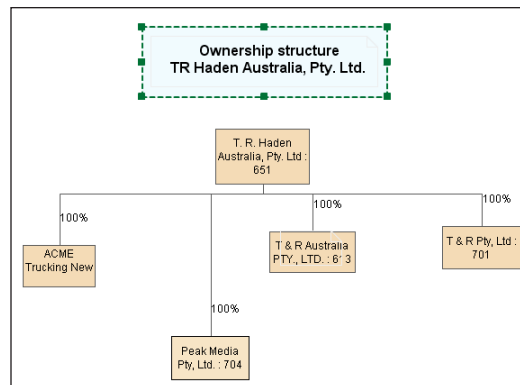 Ownership structure
TR Haden Australia, Pty. Ltd.
T. R. Haden
Australia, Pty. Ltd :
651
100%
100%
100%
100%
ACME
Trucking New
T & R Australia
PTY., LTD. :
T & R Pty, Ltd :
701
Peak Media
Pty, Ltd. : 704